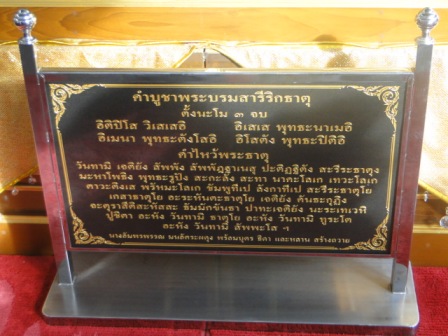 คำบูชาพระบรมสารีริกธาตุ
ตั้งนะโม ๓ จบ
อิติปิโส วิเสเสอิ อิเสเส พุทธะนาเมอิ
อิเมนา พุทธะตังโสอิ อิโสตัง พุทธะปิติอิ
คำไหว้พระธาตุ
วันทามิ เจติยัง สัพพัง สัพพัฏฐาเนสุ ปะติฏฐิตัง สะรีระธาตุง
มะหาโพธิง พุทธะรูปัง สะกะลัง สะทา นาคะโลเก เทวะโลเก
ดาวะติงเส พรัหมะโลเก ชัมพูทีเป ลังกาทีเป สะรีระธาตุโย
เกสาธาตุโย อะระหันตะธาตุโย เจติยัง คันธะกุฏิง
จะตุราสีติสะหัสสะ ธัมมักขันธา ปาทะเจติยัง นะระเทเวหิ
ปูชิตา อะหัง วันทามิ ธาตุโย อะหัง วันทามิ ทูระโต
อะหัง วันทามิ สัพพะโส ฯ
และหลาน สร้างถวาย